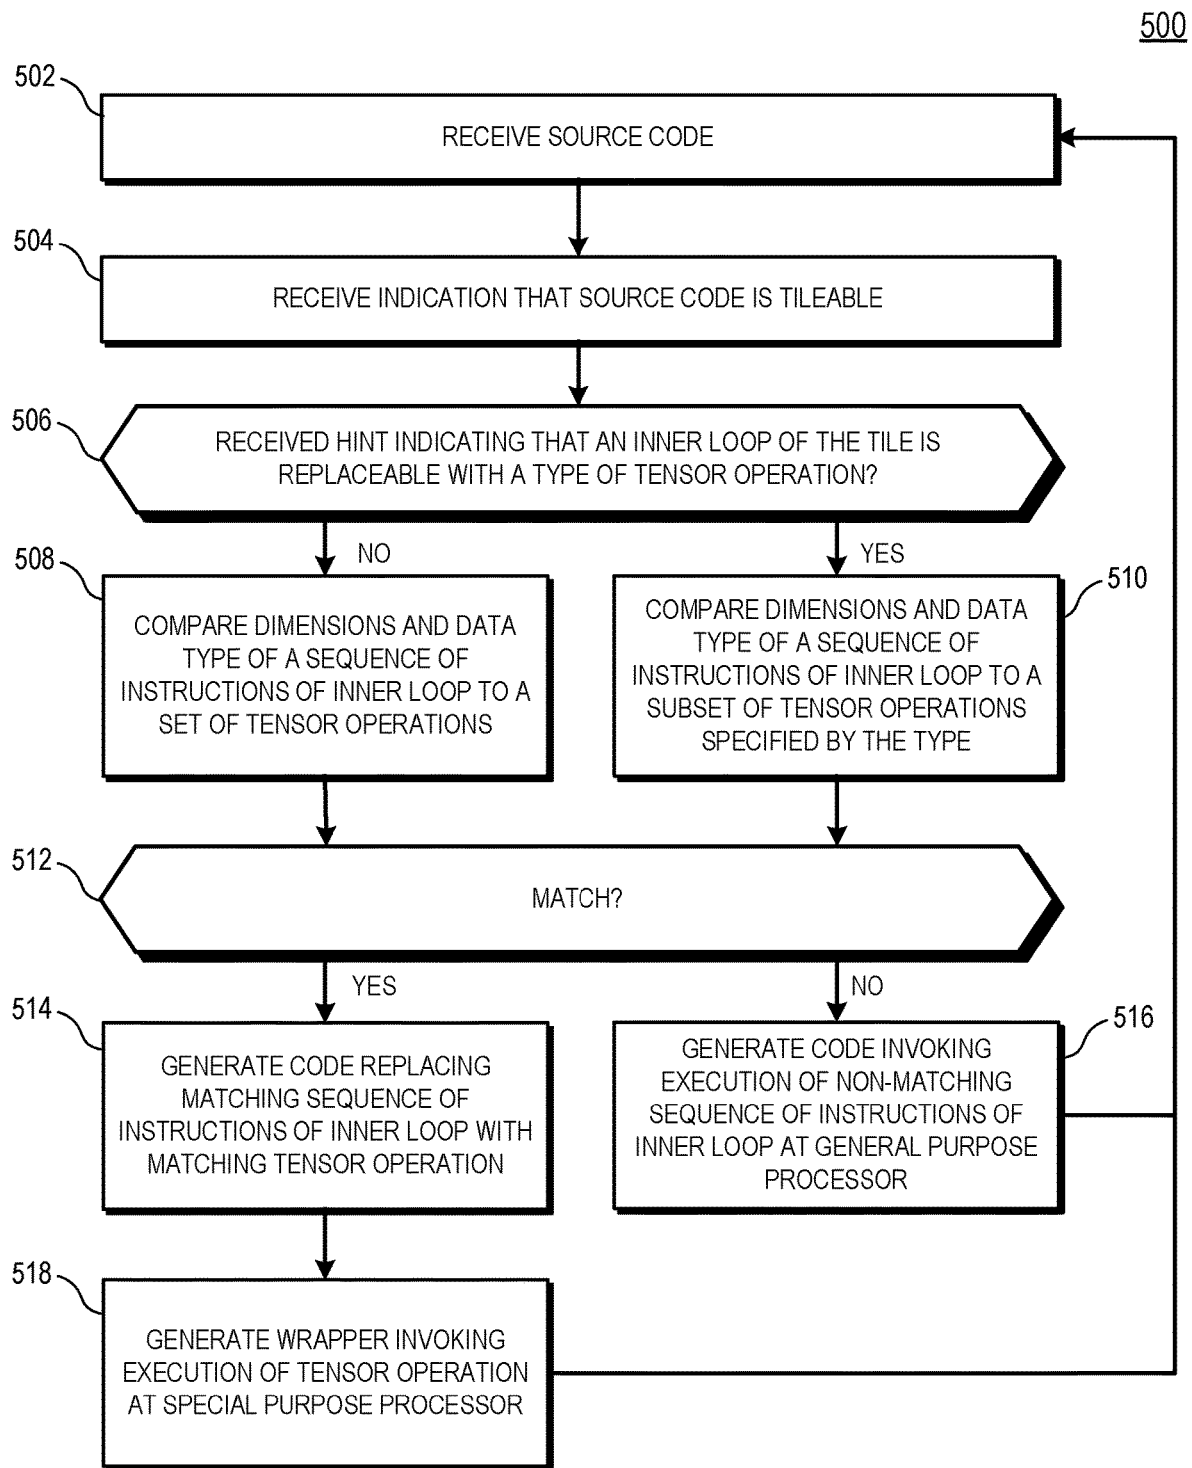 500
502
RECEIVE SOURCE CODE
504
RECEIVE INDICATION THAT SOURCE CODE IS TILEABLE
506
RECEIVED HINT INDICATING THAT AN INNER LOOP OF THE TILE IS
REPLACEABLE WITH A TYPE OF TENSOR OPERATION?
NO
YES
508
COMPARE DIMENSIONS AND DATA
TYPE OF A SEQUENCE OF
INSTRUCTIONS OF INNER LOOP TO A
SET OF TENSOR OPERATIONS
510
COMPARE DIMENSIONS AND DATA
TYPE OF A SEQUENCE OF
INSTRUCTIONS OF INNER LOOP TO A
SUBSET OF TENSOR OPERATIONS
SPECIFIED BY THE TYPE
512
MATCH?
YES
NO
514
GENERATE CODE REPLACING
MATCHING SEQUENCE OF
INSTRUCTIONS OF INNER LOOP WITH
MATCHING TENSOR OPERATION
516
GENERATE CODE INVOKING
EXECUTION OF NON-MATCHING
SEQUENCE OF INSTRUCTIONS OF
INNER LOOP AT GENERAL PURPOSE
PROCESSOR
518
GENERATE WRAPPER INVOKING
EXECUTION OF TENSOR OPERATION
AT SPECIAL PURPOSE PROCESSOR